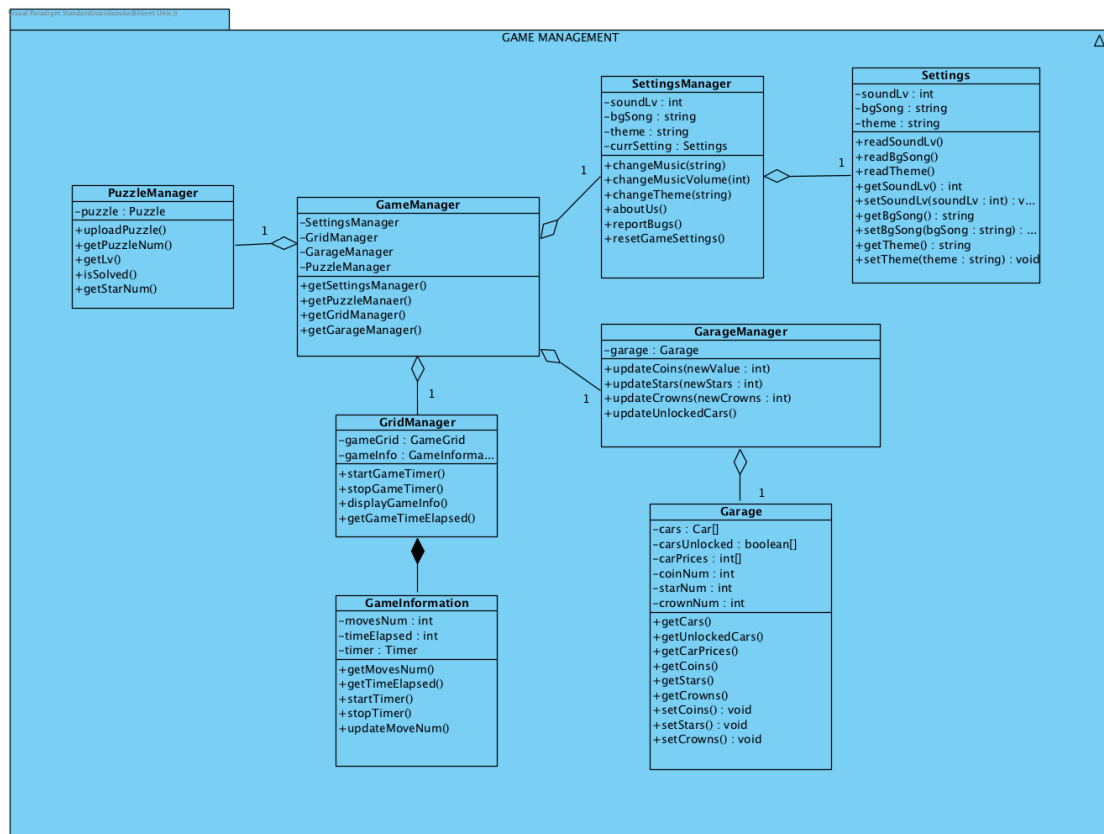 Visual Paradigm Standard(nasstapuka(Bilkent Univ.))
GAME MANAGEMENT
SettingsManager
-soundLv : int
-bgSong : string
-theme : string
-currSetting : Settings
+changeMusic(string)
+changeMusicVolume(int)
+changeTheme(string)
+aboutUs()
+reportBugs()
+resetGameSettings()
1
Settings
-soundLv : int
-bgSong : string
-theme : string
+readSoundLv()
+readBgSong()
+readTheme()
+getSoundLv() : int
+setSoundLv(soundLv : int) : v...
+getBgSong() : string
+setBgSong(bgSong : string) : ...
+getTheme() : string
+setTheme(theme : string) : void
1
PuzzleManager
-puzzle : Puzzle
+uploadPuzzle()
+getPuzzleNum()
+getLv()
+isSolved()
+getStarNum()
1
GameManager
-SettingsManager
-GridManager
-GarageManager
-PuzzleManager
+getSettingsManager()
+getPuzzleManaer()
+getGridManager()
+getGarageManager()
GarageManager
-garage : Garage
+updateCoins(newValue : int)
+updateStars(newStars : int)
+updateCrowns(newCrowns : int)
+updateUnlockedCars()
1
1
GridManager
-gameGrid : GameGrid
-gameInfo : GameInforma...
+startGameTimer()
+stopGameTimer()
+displayGameInfo()
+getGameTimeElapsed()
1
Garage
-cars : Car[]
-carsUnlocked : boolean[]
-carPrices : int[]
-coinNum : int
-starNum : int
-crownNum : int
+getCars()
+getUnlockedCars()
+getCarPrices()
+getCoins()
+getStars()
+getCrowns()
+setCoins() : void
+setStars() : void
+setCrowns() : void
GameInformation
-movesNum : int
-timeElapsed : int
-timer : Timer
+getMovesNum()
+getTimeElapsed()
+startTimer()
+stopTimer()
+updateMoveNum()